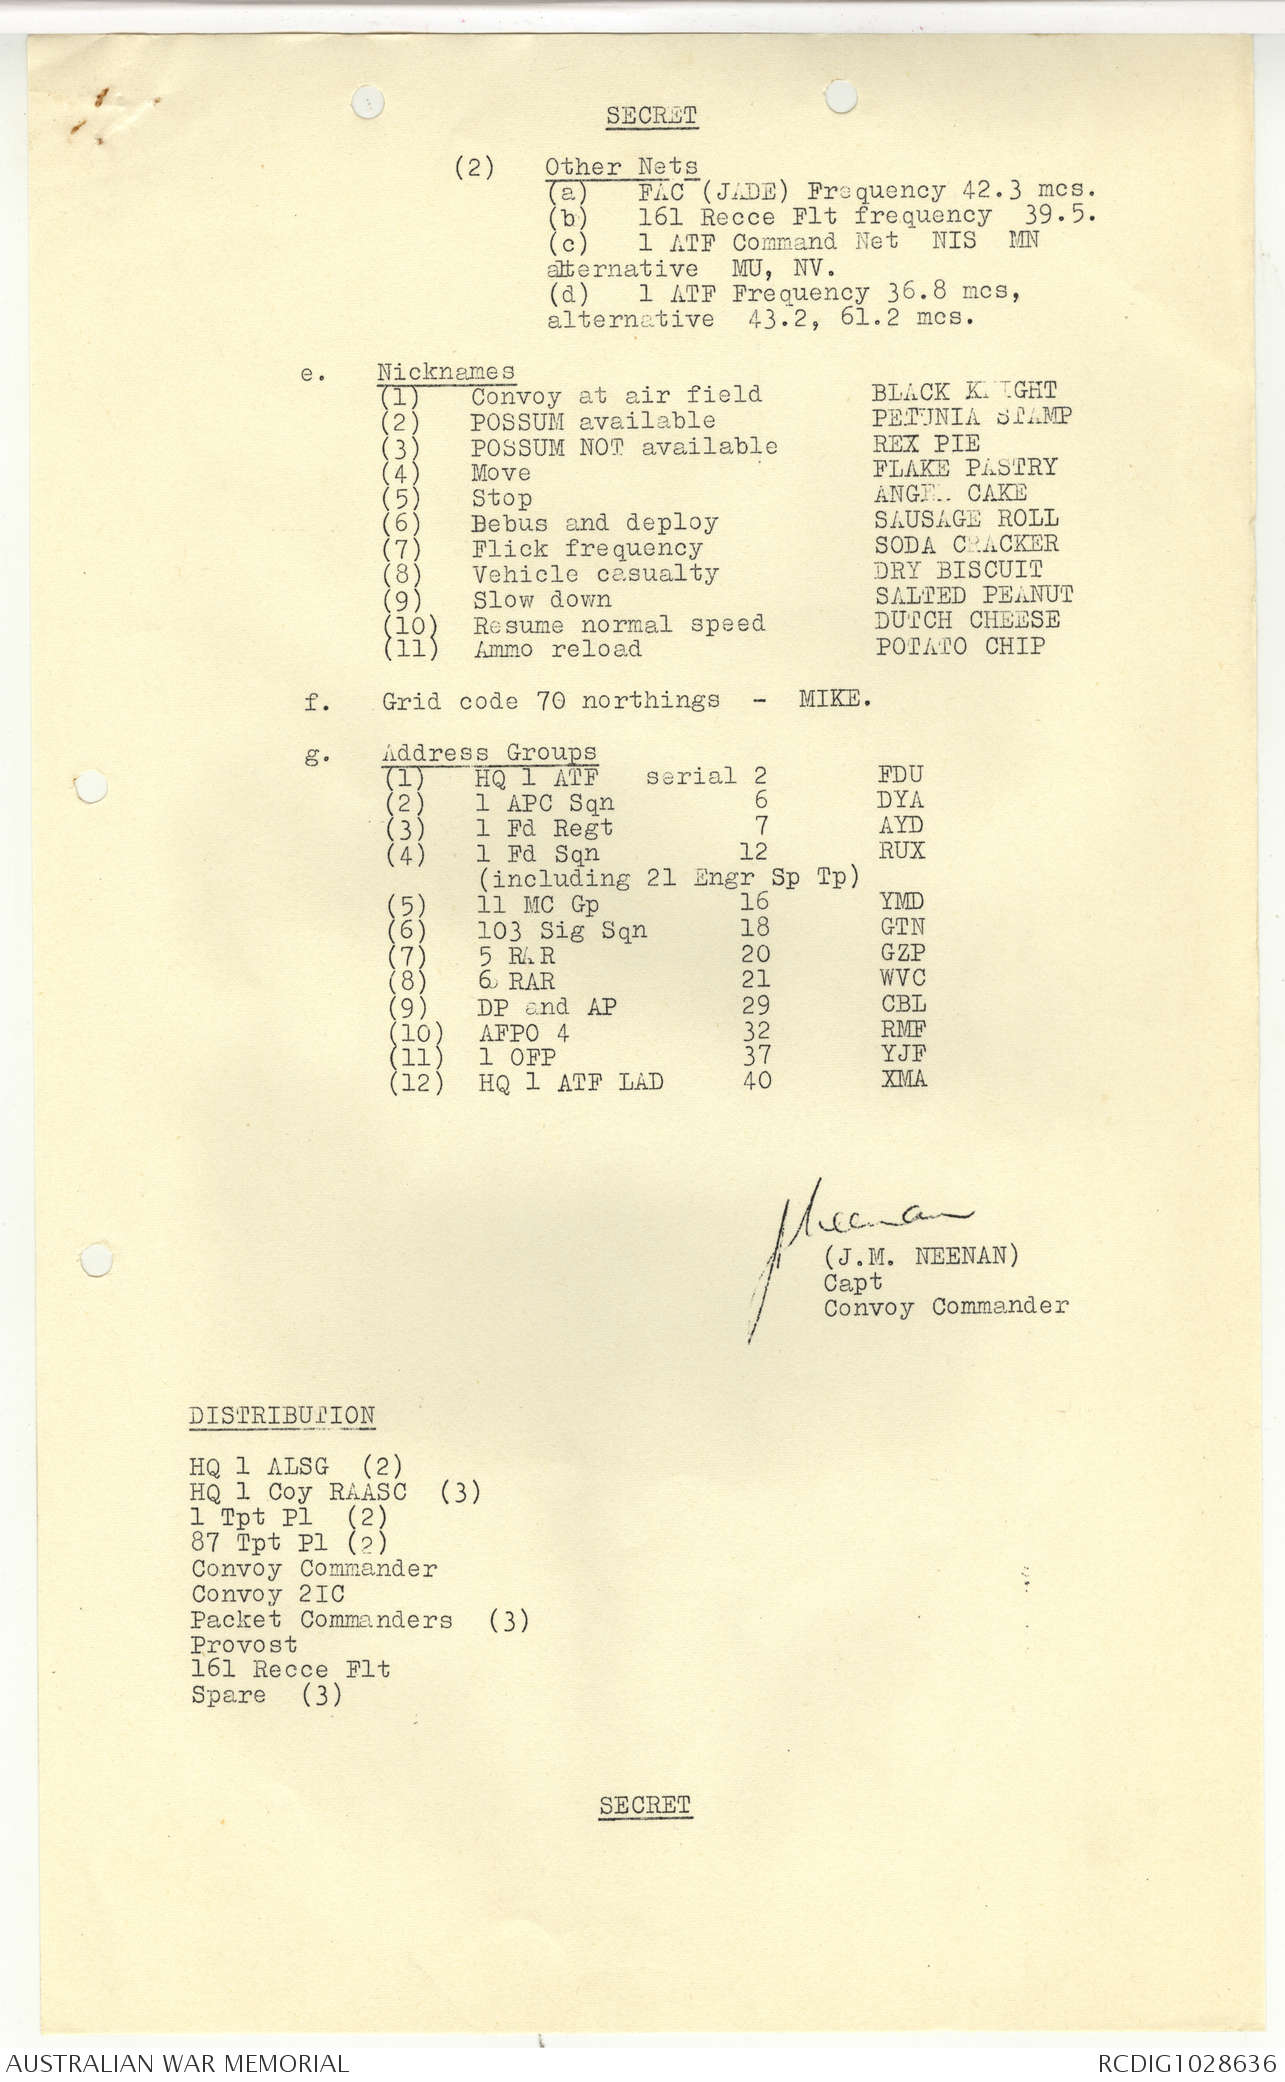 SECRET
(2) Other Nets
(a) FAC (JADE) Frequency 42.3 mcs.
(b) 161 Recce Flt frequency 39.5.
(c) 1 ATF Command Net NIS MN
alternative MU, NV.
(d) 1 ATF Frequency 36.8 mcs,
alternative 43.2, 61.2 mcs.
e. Nicknames
(1) Convoy at air field BLACK KNIGHT
(2) POSSUM available PETUNIA STAMP
(3) POSSUM NOT available REX PIE
(4) Move FLAKE PASTRY
(5) Stop ANGEL CAKE
(6) Bebus and deploy SAUSAGE ROLL
(7) Flick frequency SODA CRACKER
(8) Vehicle casualty DRY BISCUIT
(9) Slow down SALTED PEANUT
(10) Resume normal speed DUTCH CHEESE
(11) Ammo reload POTATO CHIP
f. Grid code 70 northings - MIKE.
g. Address Groups
(1) HQ 1 ATF serial 2 FDU
(2) 1 APC Sqn 6 DYA
(3) 1 Fd Regt 7 AYD
(4) 1 Fd Sqn 12 RUX
(including 21 Engr Sp Tp)
(5) 11 MC Gp 16 YMD
(6) 103 Sig Sqn 18 GTN
(7) 5 RAR 20 GZP
(8) 6 RAR 21 WVC
(9) DP and AP 29 CBL
(10) AFPO 4 32 RMF
(11) 1 OFP 37 YJF
(12) HQ 1 ATF LAD 40 XMA
JNeenan
(J.M. NEENAN)
Capt
Convoy Commander
DISTRIBUTION
HQ 1 ALSG (2)
HQ 1 Coy RAASC (3)
1 Tpt Pl (2)
87 Tpt Pl (2)
Convoy Commander
Convoy 2IC
Packet Commanders (3)
Provost
161 Recce Flt
Spare (3)
SECRET
AUSTRALIAN WAR MEMORIAL RCDIG1028636